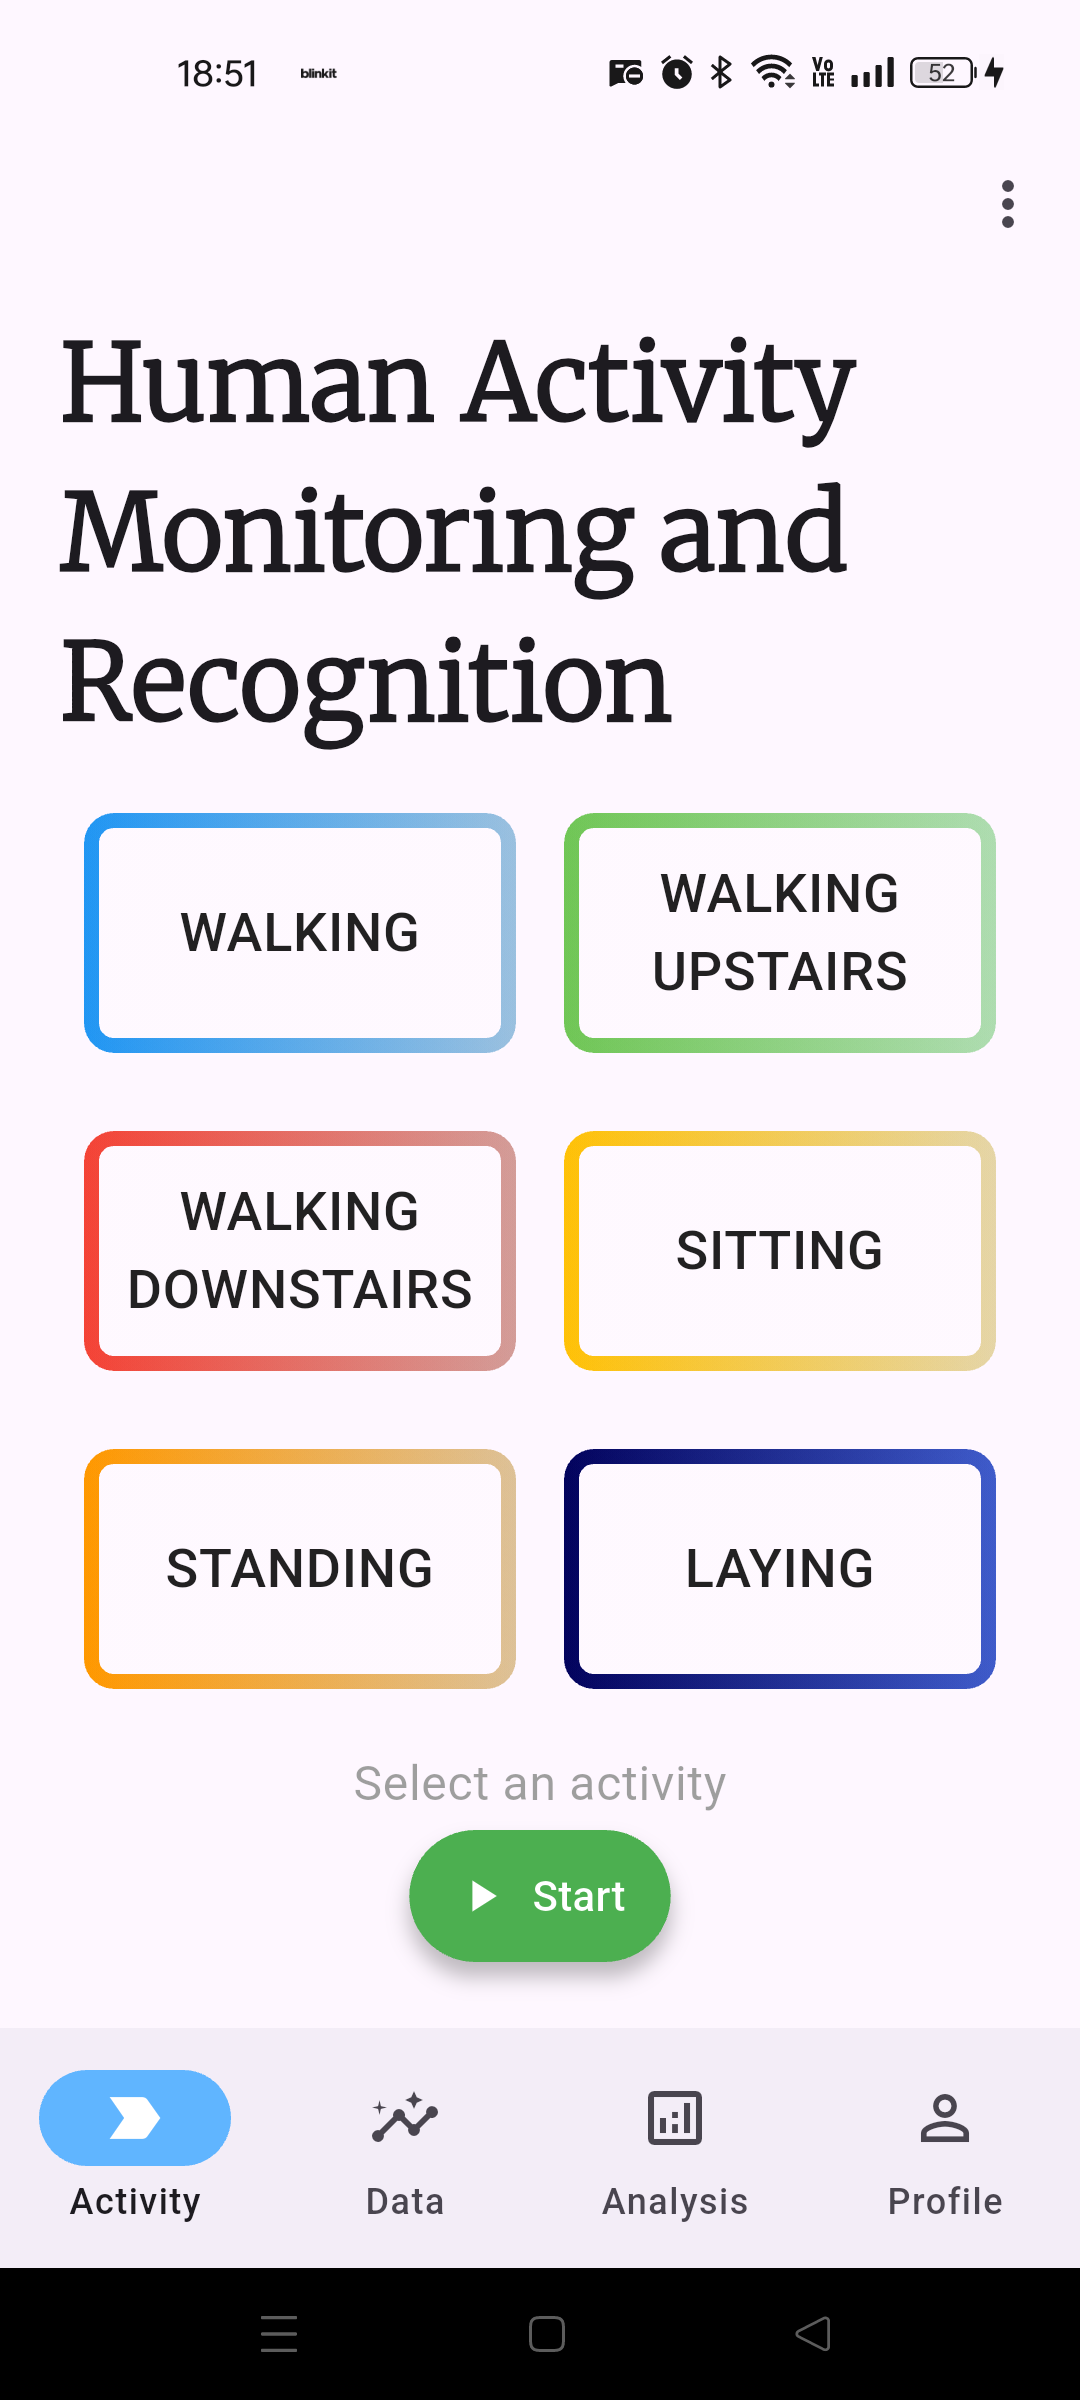 18:51 blinkit Vo LTE 52
Human Activity
Monitoring and
Recognition
WALKING
WALKING
UPSTAIRS
WALKING
DOWNSTAIRS
SITTING
STANDING
LAYING
Select an activity
Start
Activity Data Analysis Profile